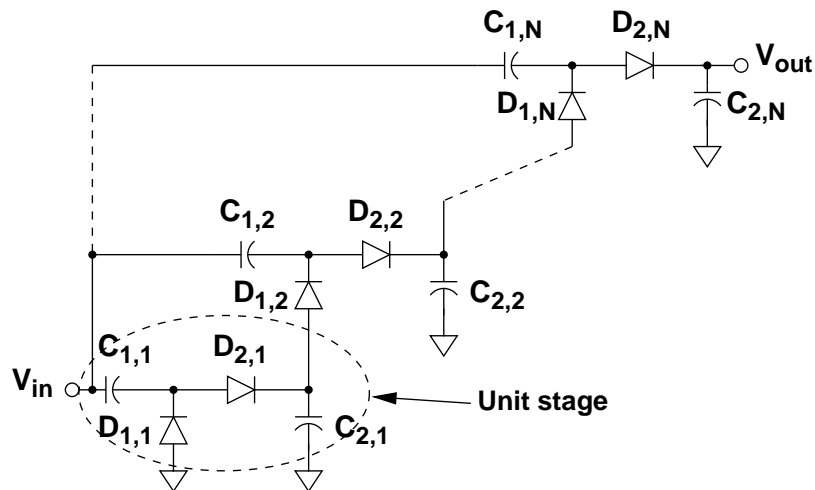 C1,N
D2,N
Vout
D1,N
C2,N
C1,2
D2,2
D1,2
C2,2
C1,1
D2,1
Vin
Unit stage
D1,1
C2,1